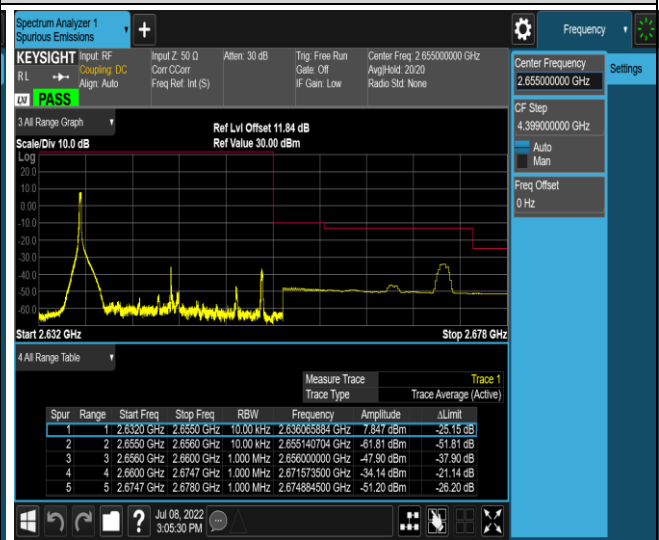 Spectrum Analyzer 1
Spurious Emissions
+
Frequency
KEYSIGHT Input: RF Input Z: 50 Ω Atten: 30 dB Trig: Free Run Center Freq: 2.655000000 GHz
R L Coupling: DC Corr CCorr Gate: Off Avg|Hold: 20/20
Align: Auto Freq Ref: Int (S) IF Gain: Low Radio Std: None
LXI PASS
Center Frequency
2.655000000 GHz
Settings
CF Step
4.399000000 GHz
Auto
Man
Freq Offset
0 Hz
3 All Range Graph
Ref Lvl Offset 11.84 dB
Scale/Div 10.0 dB Ref Value 30.00 dBm
Log
20.0
10.0
0.00
-10.0
-20.0
-30.0
-40.0
-50.0
-60.0
Start 2.632 GHz Stop 2.678 GHz
4 All Range Table
Measure Trace Trace 1
Trace Type Trace Average (Active)
Spur Range Start Freq Stop Freq RBW Frequency Amplitude ΔLimit
1 1 2.6320 GHz 2.6550 GHz 10.00 kHz 2.636065884 GHz 7.847 dBm -25.15 dB
2 2 2.6550 GHz 2.6560 GHz 10.00 kHz 2.655140704 GHz -61.81 dBm -51.81 dB
3 3 2.6560 GHz 2.6600 GHz 1.000 MHz 2.656000000 GHz -47.90 dBm -37.90 dB
4 4 2.6600 GHz 2.6747 GHz 1.000 MHz 2.671573500 GHz -34.14 dBm -21.14 dB
5 5 2.6747 GHz 2.6780 GHz 1.000 MHz 2.674884500 GHz -51.20 dBm -26.20 dB
?
Jul 08, 2022
3:05:30 PM